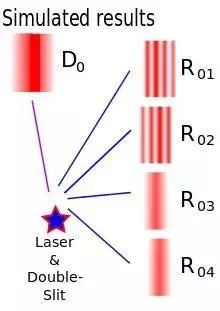 Simulated results
D0
R01
R02
R03
R04
Laser
&
Double-
Slit